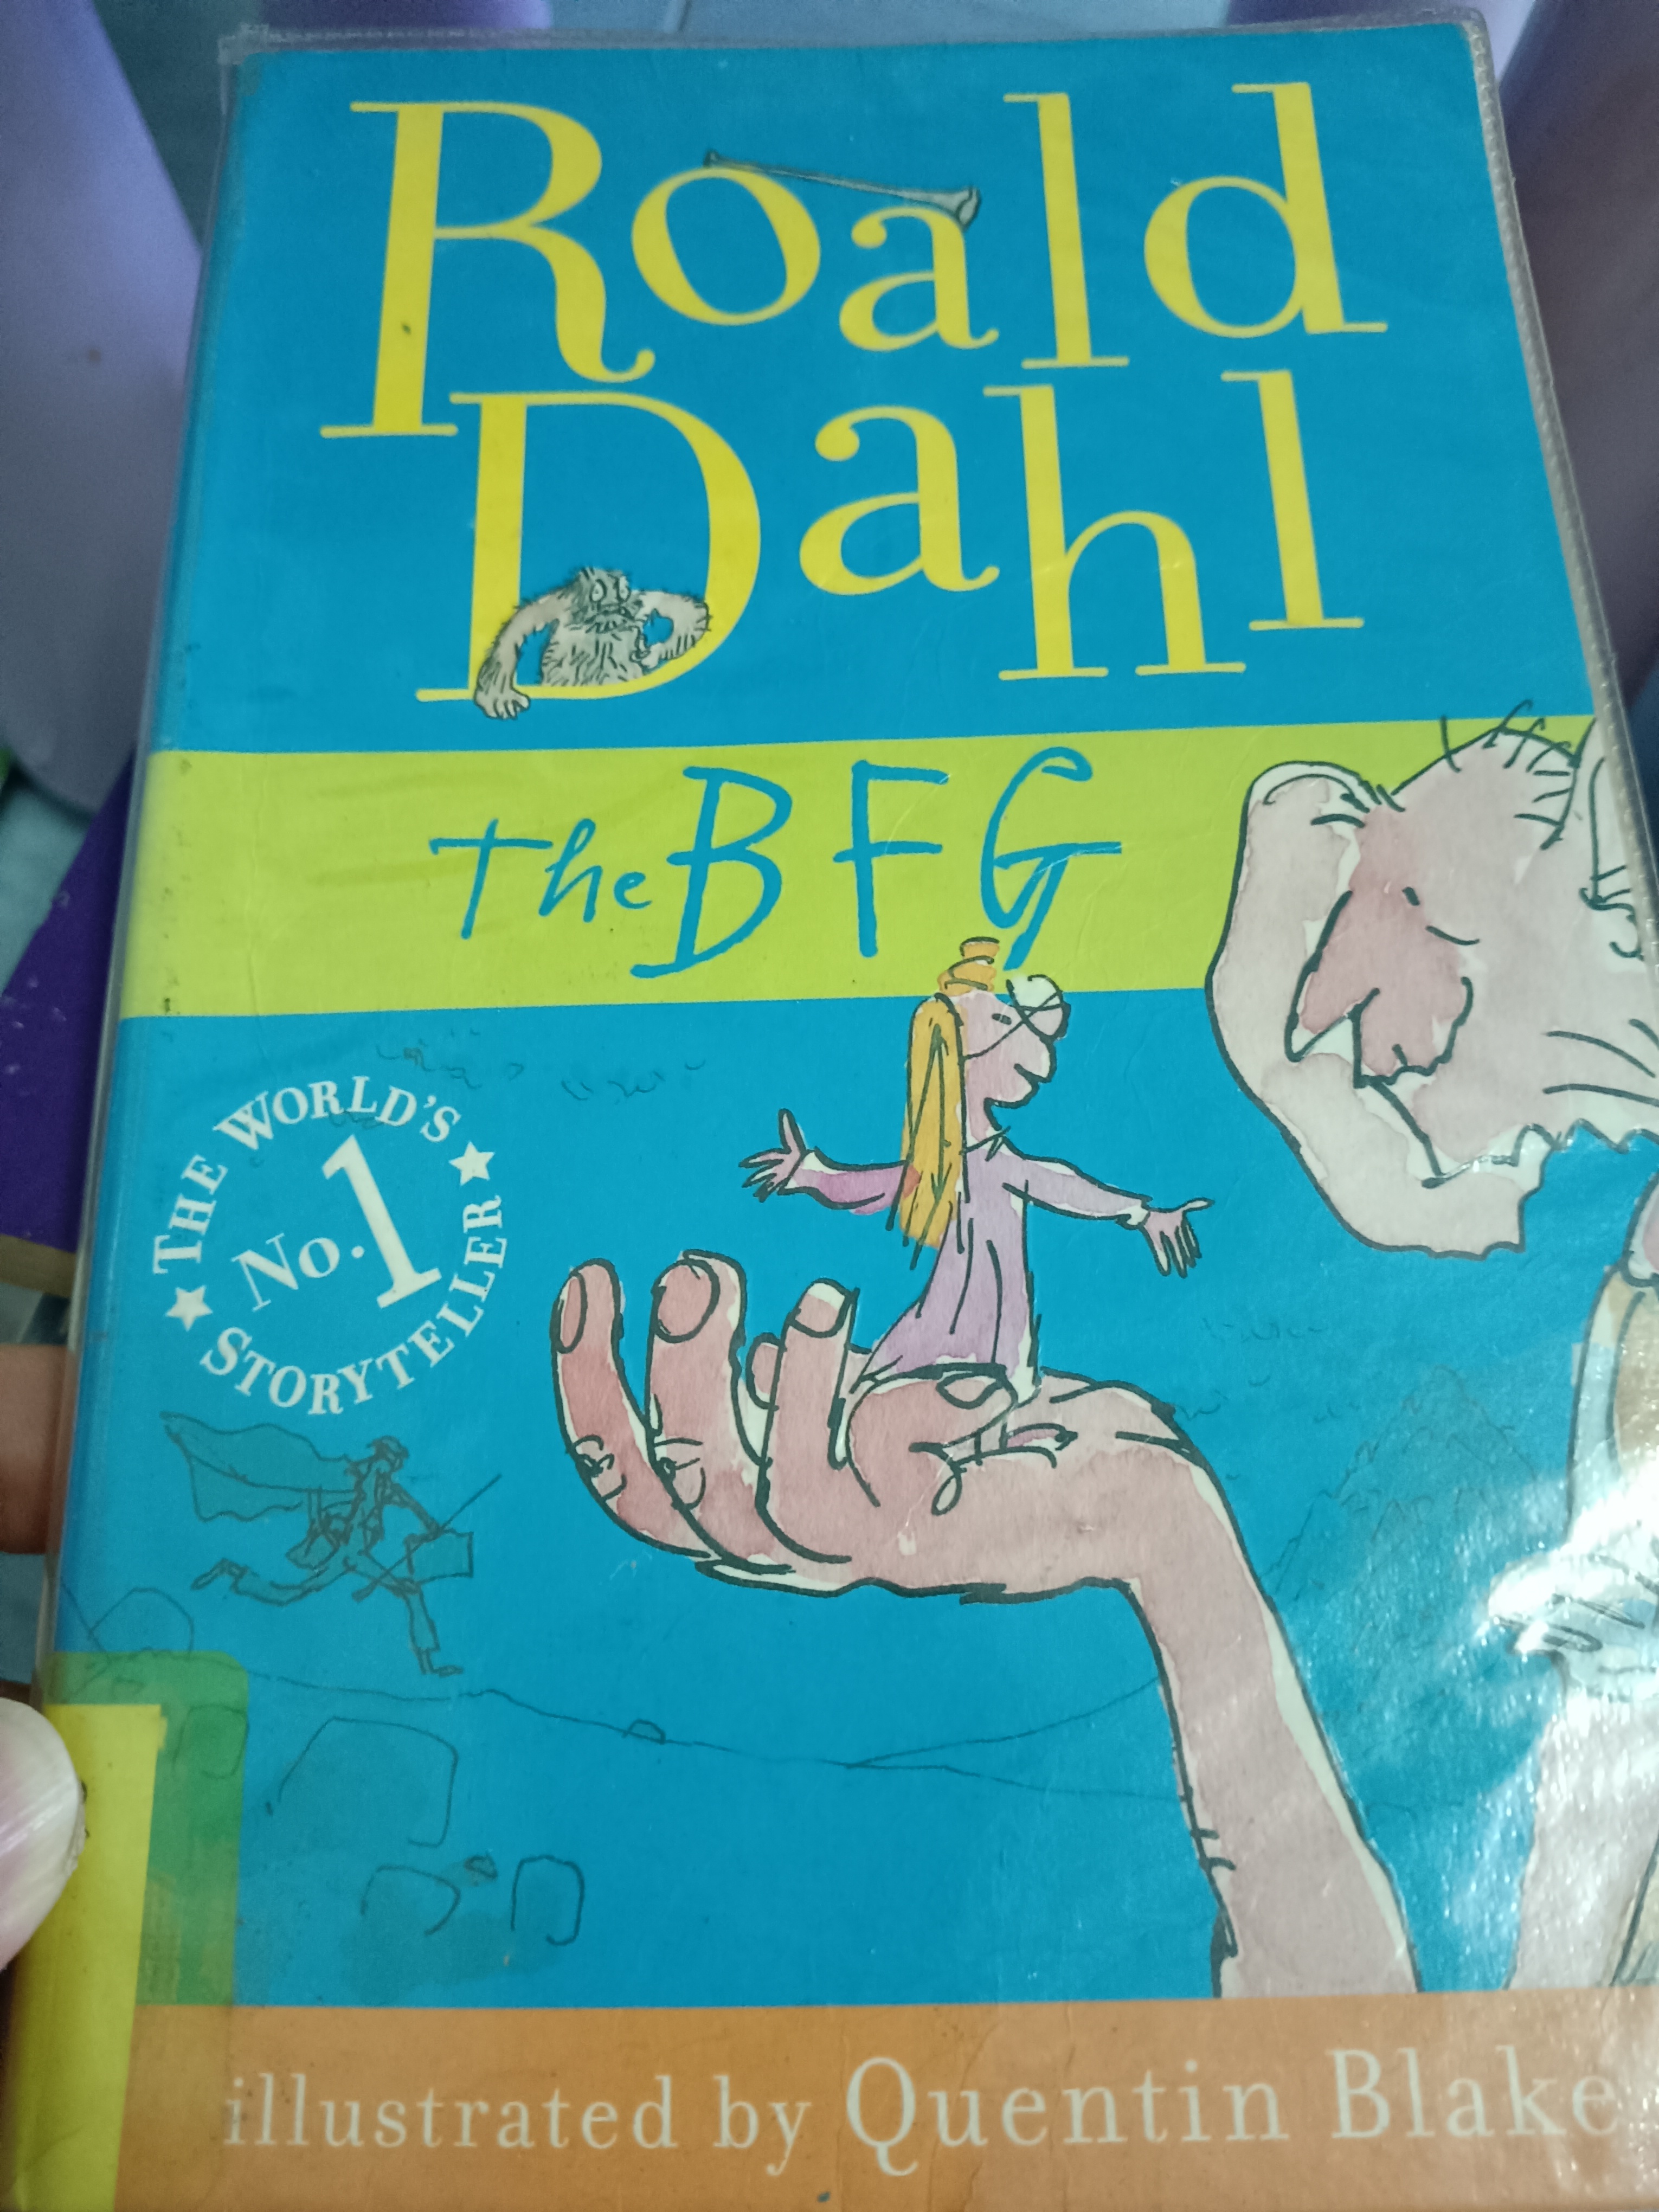 Roald
Dahl
the BFG
THE WORLD'S
No.1
STORYTELLER
illustrated by Quentin Blake